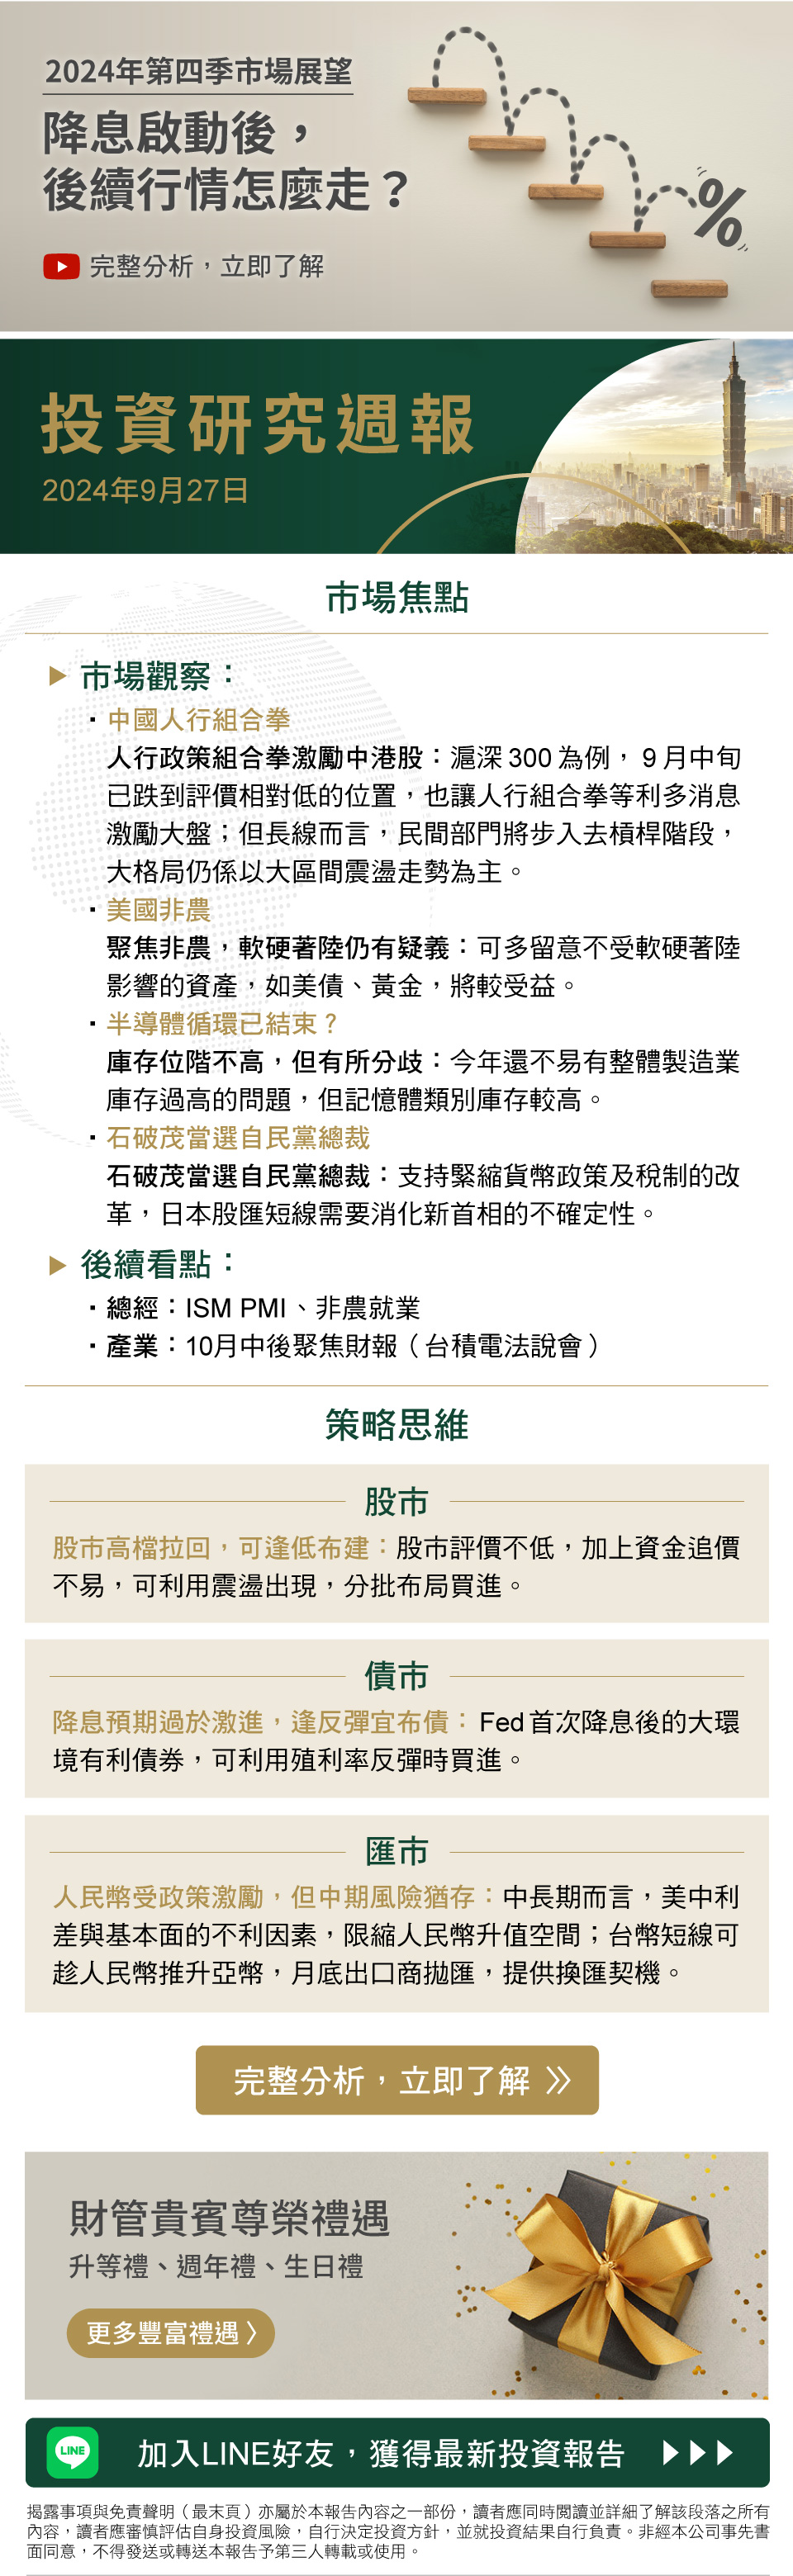 2024年第四季市場展望
降息啟動後，
後續行情怎麼走？
%
完整分析，立即了解
投資研究週報
2024年9月27日
市場焦點
市場觀察：
· 中國人行組合拳
人行政策組合拳激勵中港股：滬深300為例，9月中旬
已跌到評價相對低的位置，也讓人行組合拳等利多消息
激勵大盤；但長線而言，民間部門將步入去槓桿階段，
大格局仍係以大區間震盪走勢為主。
· 美國非農
聚焦非農，軟硬著陸仍有疑義：可多留意不受軟硬著陸
影響的資產，如美債、黃金，將較受益。
· 半導體循環已結束？
庫存位階不高，但有所分歧：今年還不易有整體製造業
庫存過高的問題，但記憶體類別庫存較高。
· 石破茂當選自民黨總裁
石破茂當選自民黨總裁：支持緊縮貨幣政策及稅制的改
革，日本股匯短線需要消化新首相的不確定性。
後續看點：
· 總經：ISM PMI、非農就業
· 產業：10月中後聚焦財報（台積電法說會）
策略思維
股市
股市高檔拉回，可逢低布建：股市評價不低，加上資金追價
不易，可利用震盪出現，分批布局買進。
債市
降息預期過於激進，逢反彈宜布債：Fed首次降息後的大環
境有利債券，可利用殖利率反彈時買進。
匯市
人民幣受政策激勵，但中期風險猶存：中長期而言，美中利
差與基本面的不利因素，限縮人民幣升值空間；台幣短線可
趁人民幣推升亞幣，月底出口商拋匯，提供換匯契機。
完整分析，立即了解 》
財管貴賓尊榮禮遇
升等禮、週年禮、生日禮
更多豐富禮遇 〉
LINE
加入LINE好友，獲得最新投資報告
揭露事項與免責聲明（最末頁）亦屬於本報告內容之一部份，讀者應同時閱讀並詳細了解該段落之所有
內容，讀者應審慎評估自身投資風險，自行決定投資方針，並就投資結果自行負責。非經本公司事先書
面同意，不得發送或轉送本報告予第三人轉載或使用。